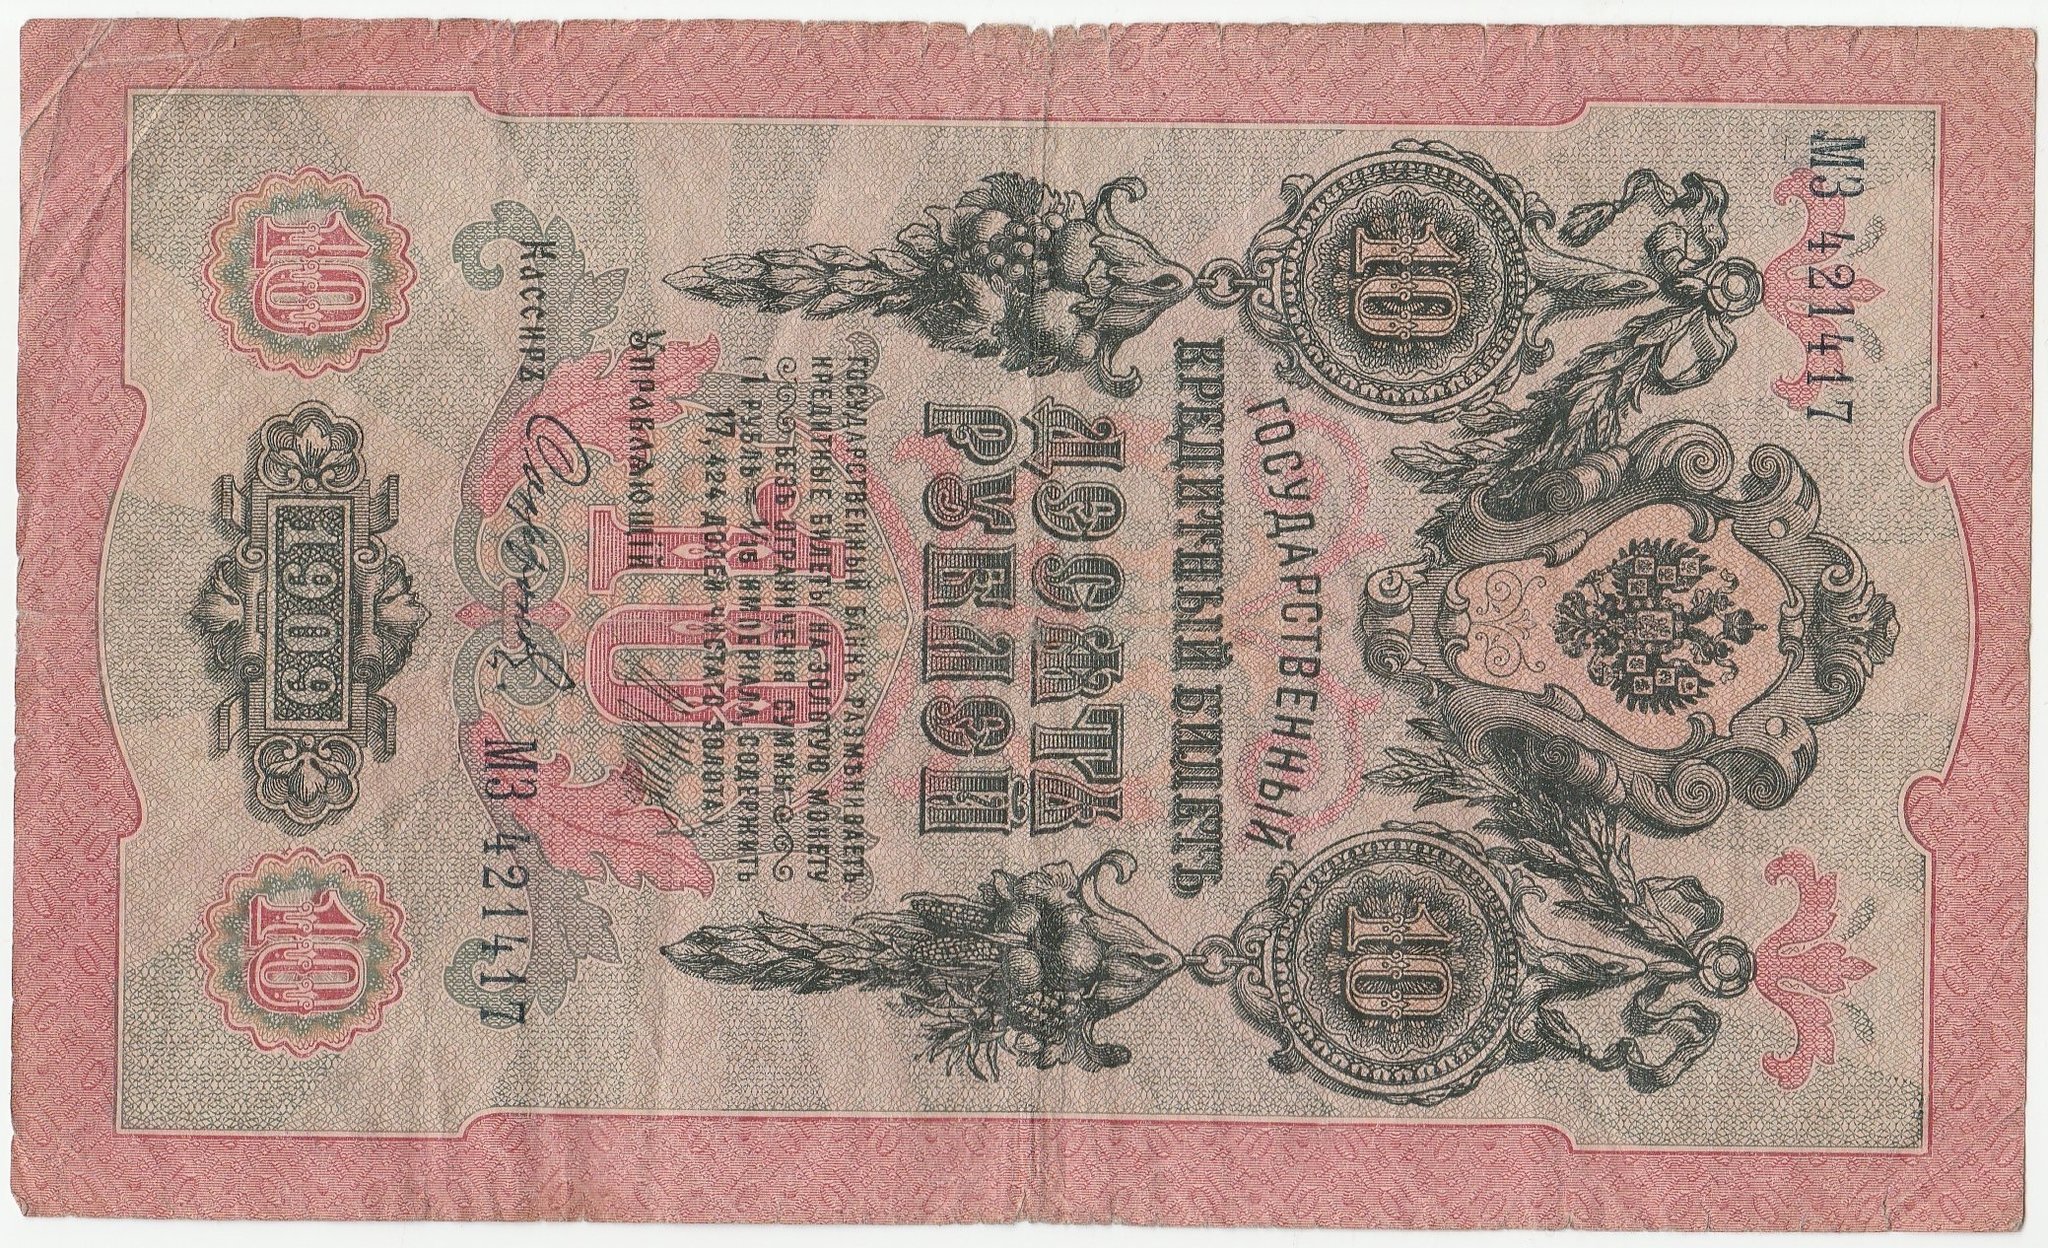 МЗ 421417
10
10
ГОСУДАРСТВЕННЫЙ
КРЕДИТНЫЙ БИЛЕТЪ
ДЕСЯТЬ
РУБЛЕЙ
ГОСУДАРСТВЕННЫЙ БАНКЪ РАЗМѢНИВАЕТЪ
КРЕДИТНЫЕ БИЛЕТЫ НА ЗОЛОТУЮ МОНЕТУ
БЕЗЪ ОГРАНИЧЕНІЯ СУММЫ
(1 РУБЛЬ = 1/15 ИМПЕРІАЛА, СОДЕРЖИТЪ
17,424 ДОЛЕЙ ЧИСТАГО ЗОЛОТА)
10
Управляющій
Кассиръ
МЗ 421417
10
1909
10